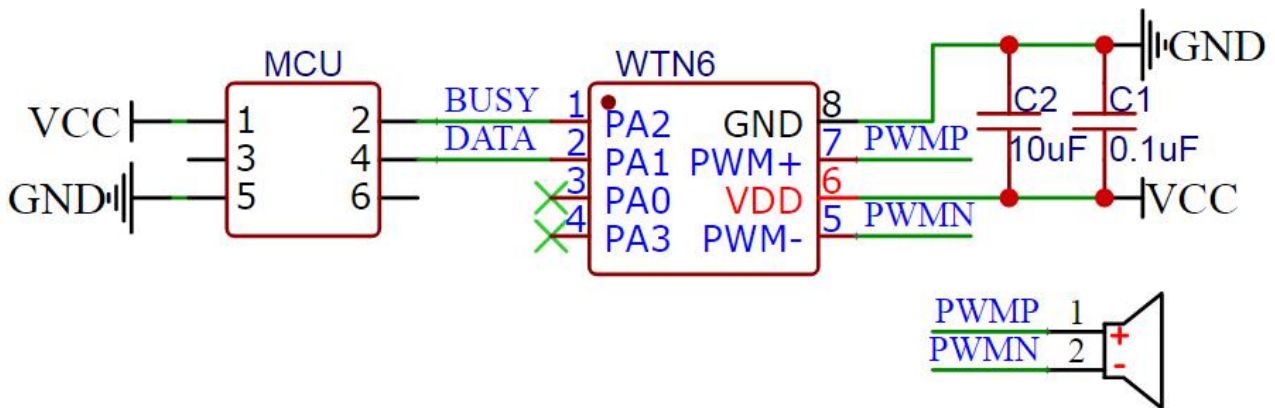 MCU
WTN6
GND
VCC
1
2
BUSY
1
PA2
GND
8
C2
C1
3
4
DATA
2
PA1
PWM+
7
PWMP
10uF
0.1uF
GND
5
6
3
PA0
VDD
6
VCC
4
PA3
PWM-
5
PWMN
PWMP
1
+
PWMN
2
-